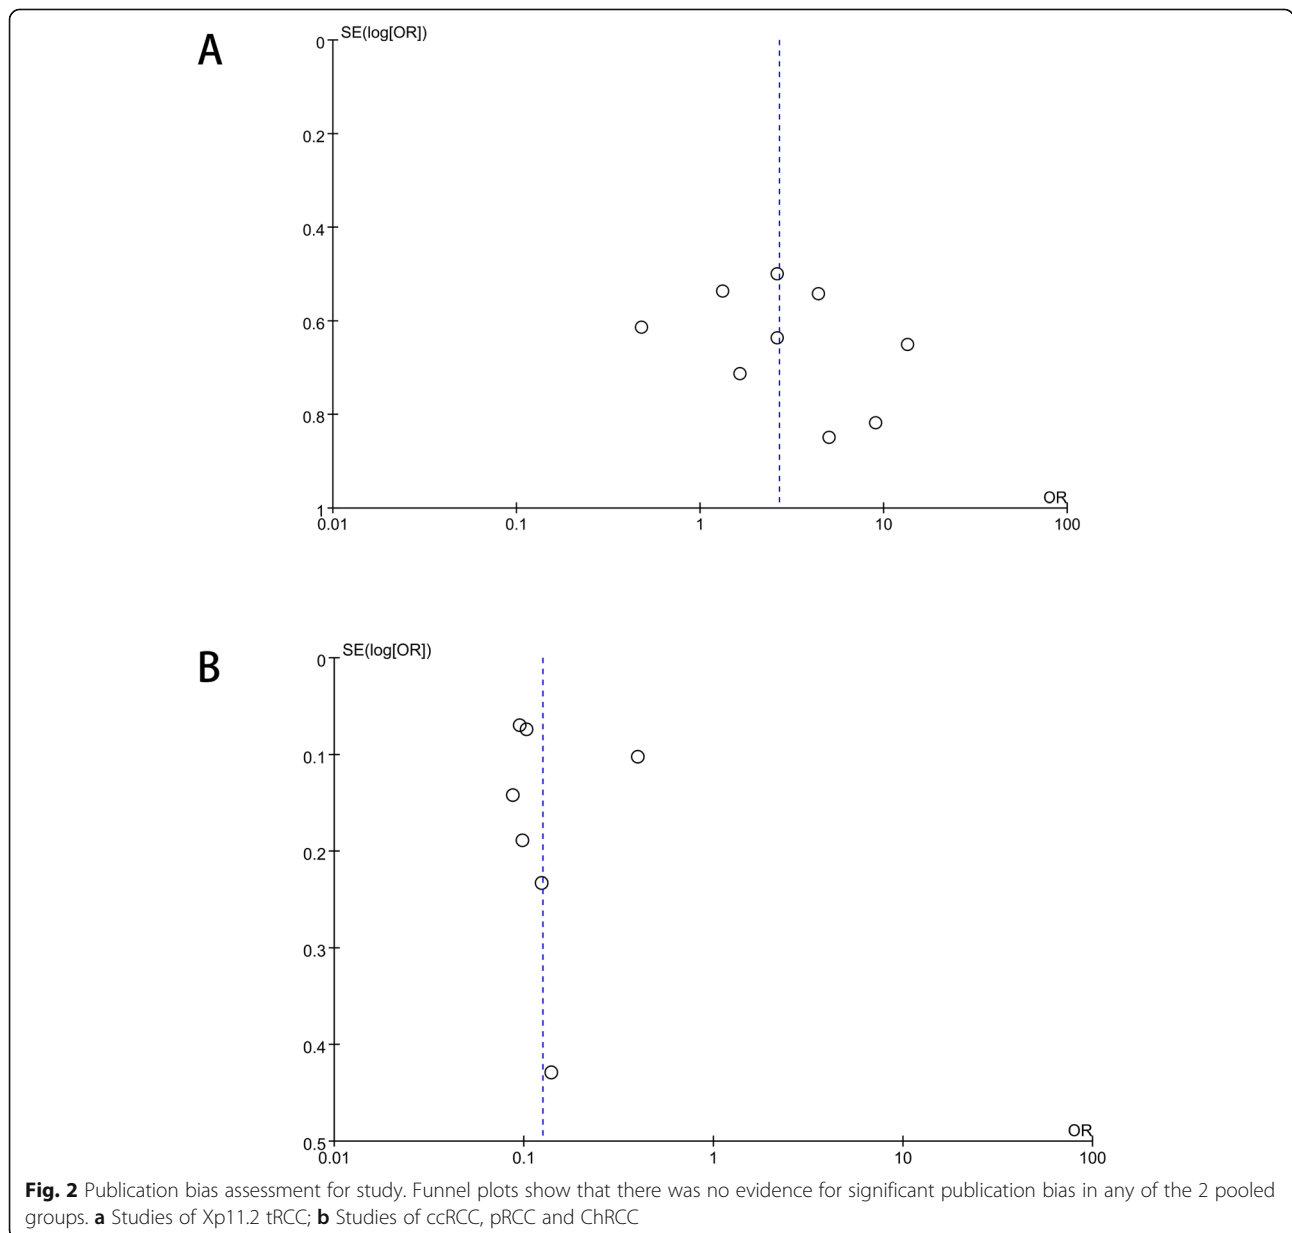 A
SE(log[OR])
0
0.2
0.4
0.6
0.8
1
OR
0.01 0.1 1 10 100
B
SE(log[OR])
0
0.1
0.2
0.3
0.4
0.5
OR
0.01 0.1 1 10 100
Fig. 2 Publication bias assessment for study. Funnel plots show that there was no evidence for significant publication bias in any of the 2 pooled
groups. a Studies of Xp11.2 tRCC; b Studies of ccRCC, pRCC and ChRCC